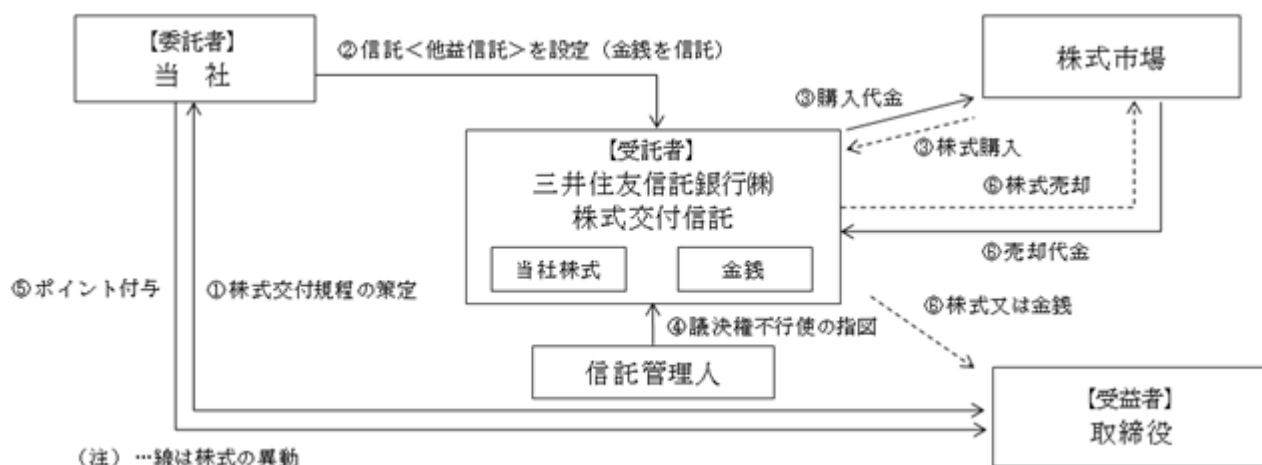 【委託者】
当 社
②信託<他益信託>を設定（金銭を信託）
株式市場
③購入代金
③株式購入
【受託者】
三井住友信託銀行㈱
株式交付信託
当社株式
金銭
⑥株式売却
⑥売却代金
⑤ポイント付与
①株式交付規程の策定
⑥株式又は金銭
④議決権不行使の指図
信託管理人
【受益者】
取締役
（注）…線は株式の異動